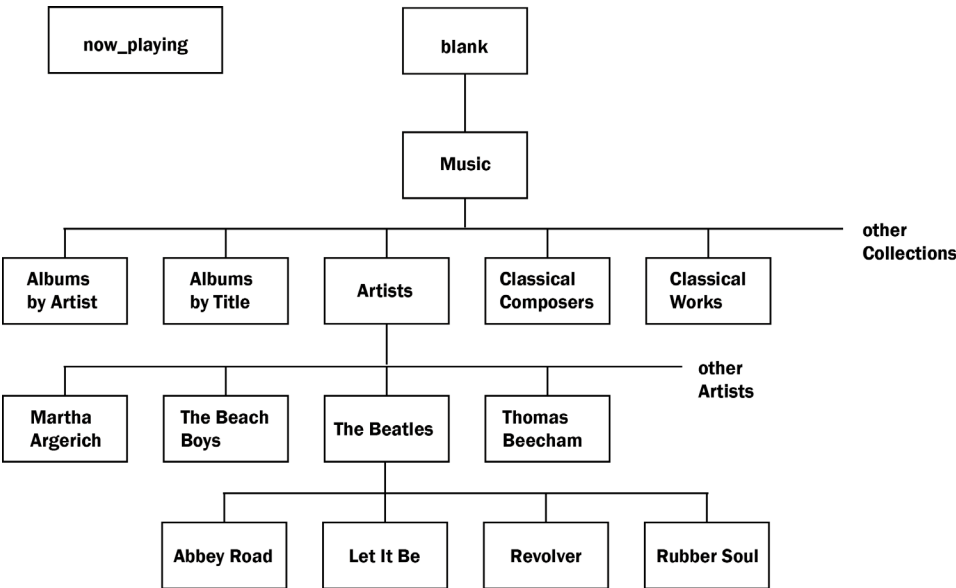 now_playing
blank
Music
other
Collections
Albums
by Artist
Albums
by Title
Artists
Classical
Composers
Classical
Works
other
Artists
Martha
Argerich
The Beach
Boys
The Beatles
Thomas
Beecham
Abbey Road
Let It Be
Revolver
Rubber Soul